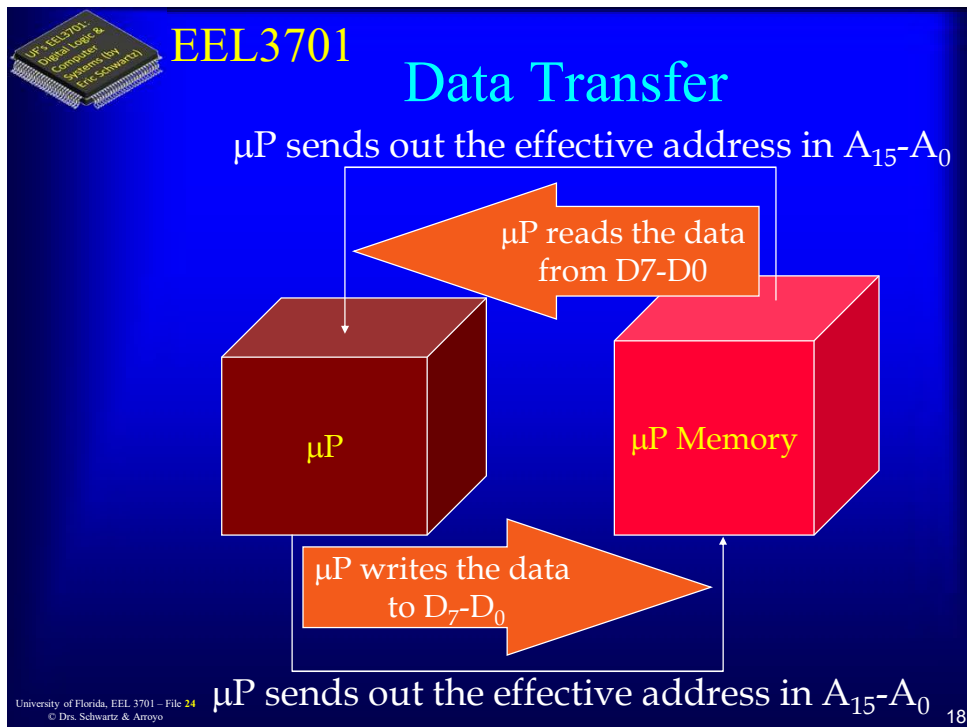 UF's EEL3701:
Digital Logic &
Computer
Systems (by
Eric Schwartz)
EEL3701
Data Transfer
μP sends out the effective address in A₁₅-A₀
μP reads the data
from D7-D0
μP
μP Memory
μP writes the data
to D₇-D₀
μP sends out the effective address in A₁₅-A₀
University of Florida, EEL 3701 – File 24
© Drs. Schwartz & Arroyo
18